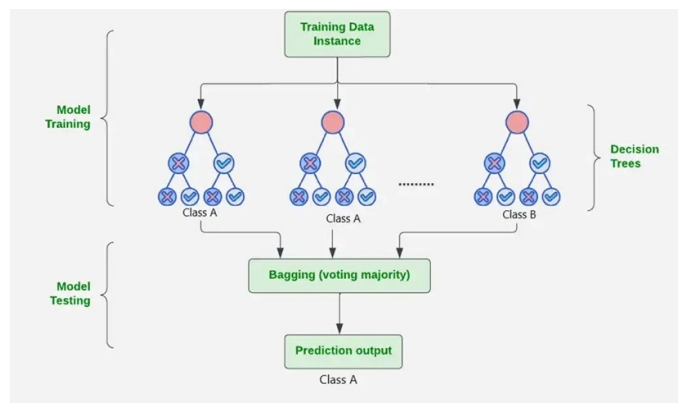 Training Data
Instance
Model
Training
Decision
Trees
.........
Class A
Class A
Class B
Bagging (voting majority)
Model
Testing
Prediction output
Class A